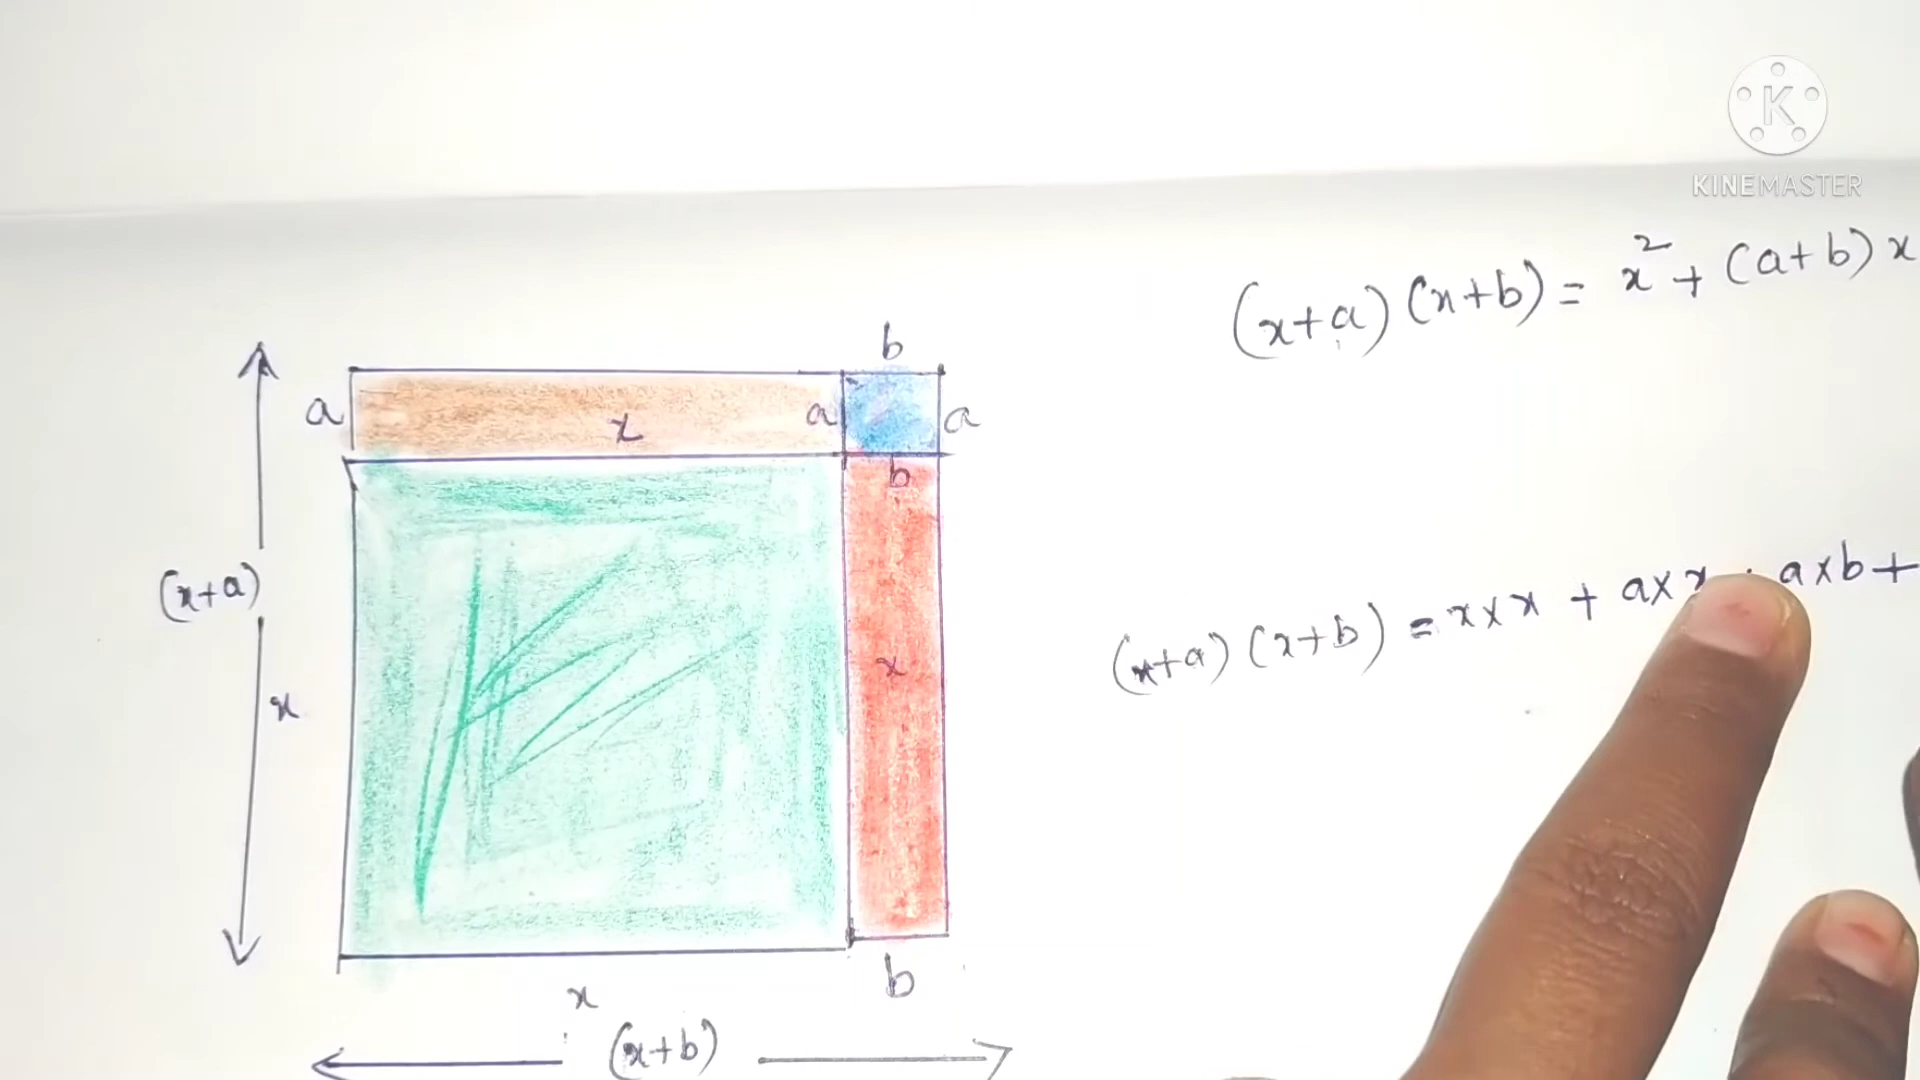 K
KINEMASTER
(x+a) (x+b) = x² + (a+b) x
b
a x a a
b
(x+a)
(x+a) (x+b) = x×x + a×x a×b +
x
x
b
x
(x+b)